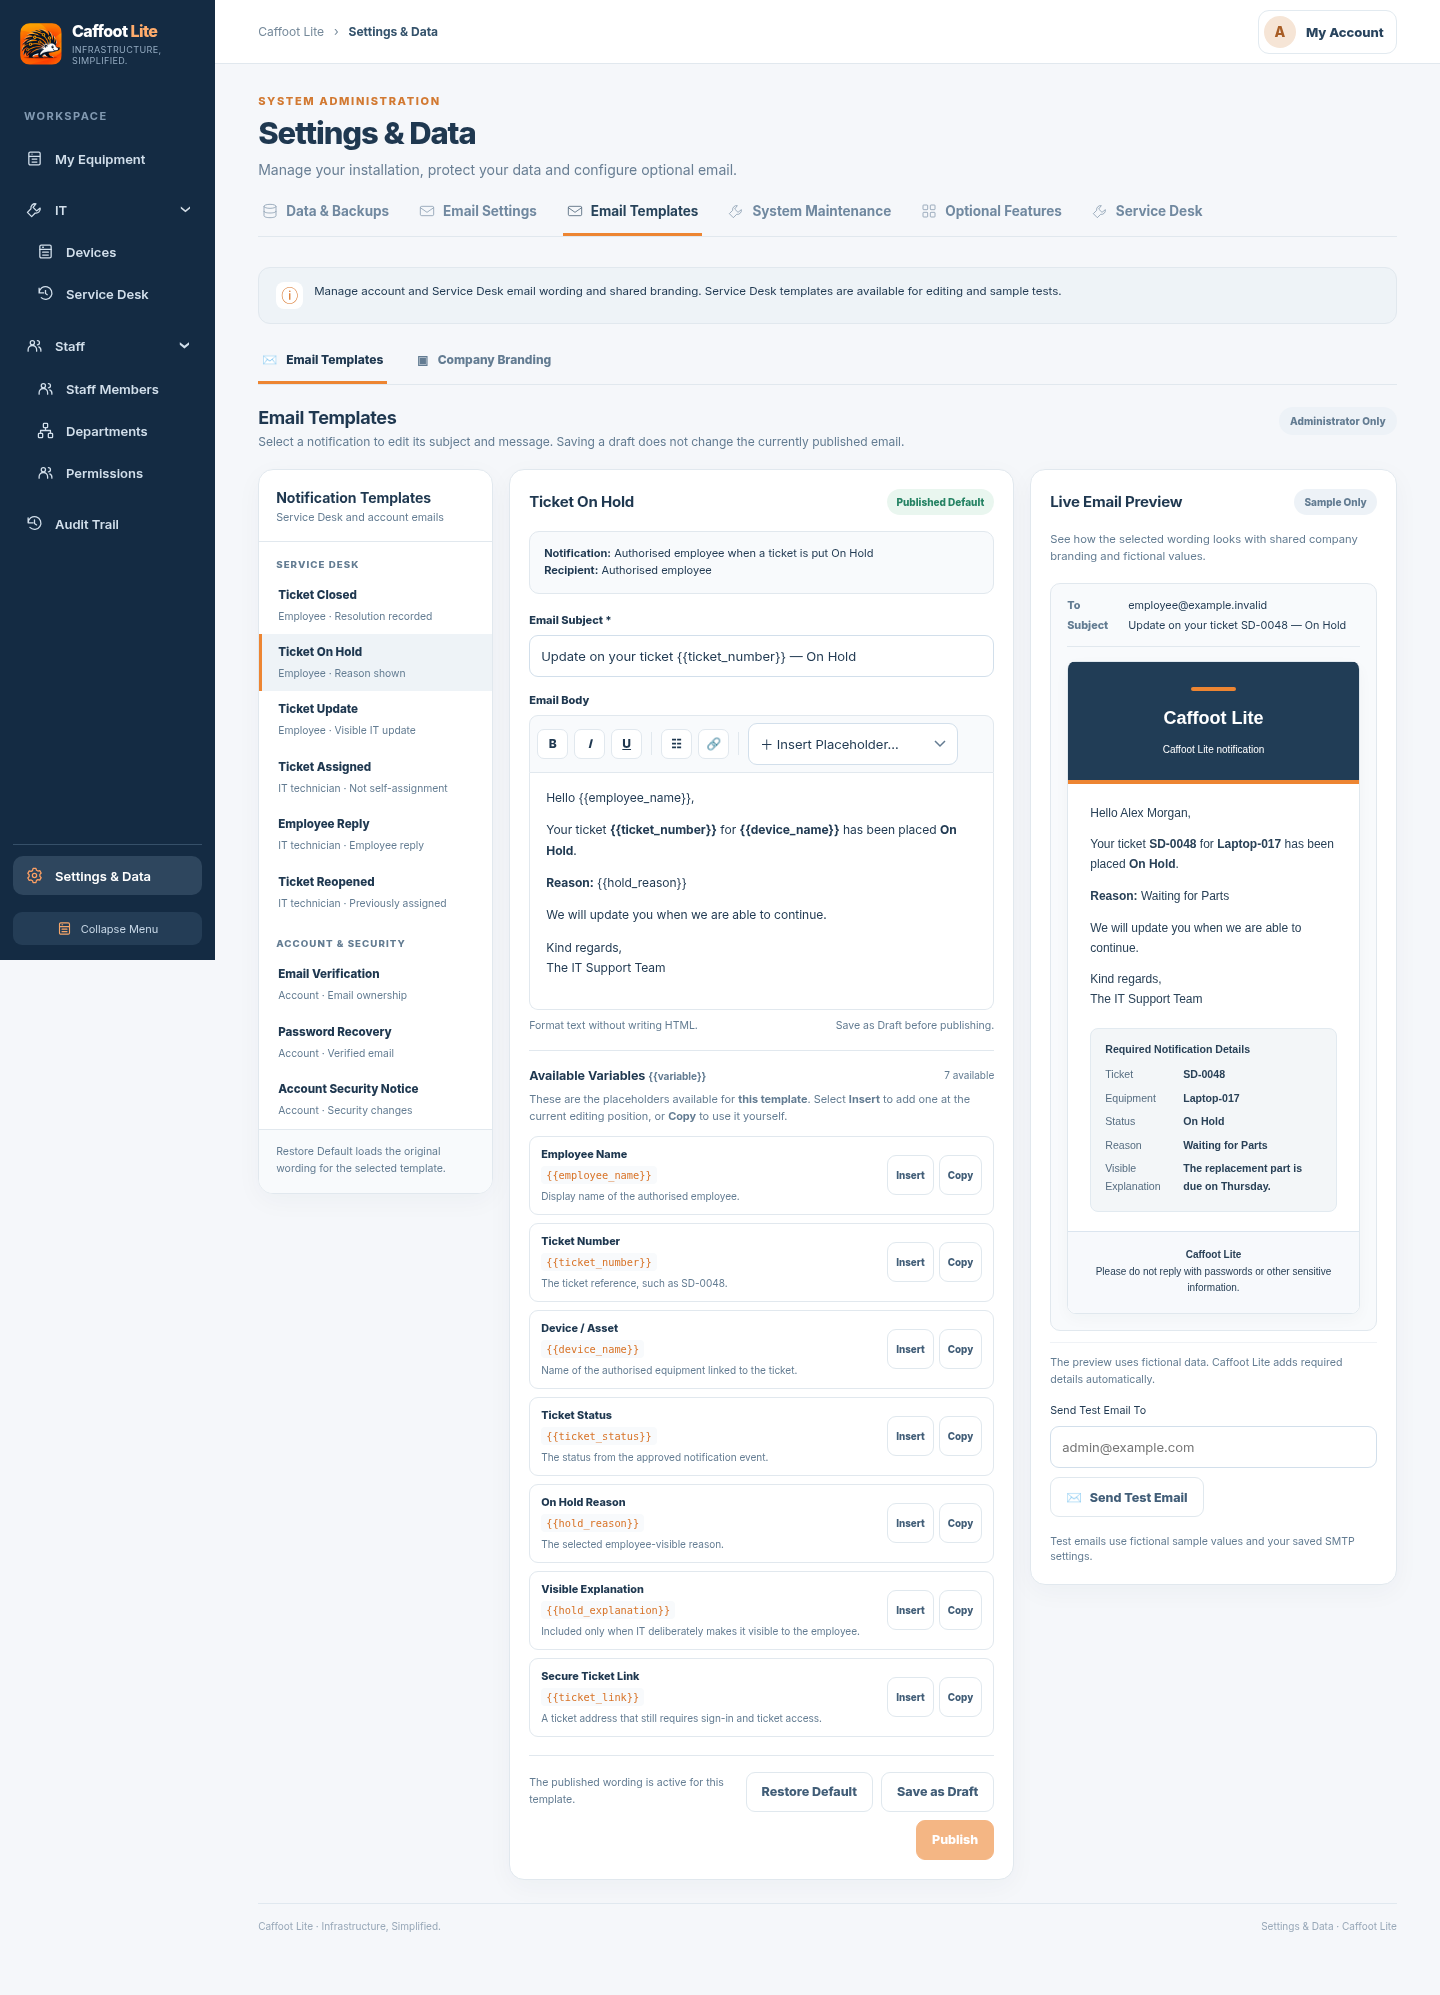 Caffoot Lite
INFRASTRUCTURE,
SIMPLIFIED.
WORKSPACE
My Equipment
IT
Devices
Service Desk
Staff
Staff Members
Departments
Permissions
Audit Trail
Settings & Data
Collapse Menu
Caffoot Lite › Settings & Data
A My Account
SYSTEM ADMINISTRATION
Settings & Data
Manage your installation, protect your data and configure optional email.
Data & Backups Email Settings Email Templates System Maintenance Optional Features Service Desk
Manage account and Service Desk email wording and shared branding. Service Desk templates are available for editing and sample tests.
Email Templates Company Branding
Email Templates
Administrator Only
Select a notification to edit its subject and message. Saving a draft does not change the currently published email.
Notification Templates
Service Desk and account emails
SERVICE DESK
Ticket Closed
Employee · Resolution recorded
Ticket On Hold
Employee · Reason shown
Ticket Update
Employee · Visible IT update
Ticket Assigned
IT technician · Not self-assignment
Employee Reply
IT technician · Employee reply
Ticket Reopened
IT technician · Previously assigned
ACCOUNT & SECURITY
Email Verification
Account · Email ownership
Password Recovery
Account · Verified email
Account Security Notice
Account · Security changes
Restore Default loads the original
wording for the selected template.
Ticket On Hold
Published Default
Notification: Authorised employee when a ticket is put On Hold
Recipient: Authorised employee
Email Subject *
Update on your ticket {{ticket_number}} — On Hold
Email Body
B I U + Insert Placeholder...
Hello {{employee_name}},
Your ticket {{ticket_number}} for {{device_name}} has been placed On
Hold.
Reason: {{hold_reason}}
We will update you when we are able to continue.
Kind regards,
The IT Support Team
Format text without writing HTML.
Save as Draft before publishing.
Available Variables {{variable}}
7 available
These are the placeholders available for this template. Select Insert to add one at the
current editing position, or Copy to use it yourself.
Employee Name
{{employee_name}}
Display name of the authorised employee.
Insert Copy
Ticket Number
{{ticket_number}}
The ticket reference, such as SD-0048.
Insert Copy
Device / Asset
{{device_name}}
Name of the authorised equipment linked to the ticket.
Insert Copy
Ticket Status
{{ticket_status}}
The status from the approved notification event.
Insert Copy
On Hold Reason
{{hold_reason}}
The selected employee-visible reason.
Insert Copy
Visible Explanation
{{hold_explanation}}
Included only when IT deliberately makes it visible to the employee.
Insert Copy
Secure Ticket Link
{{ticket_link}}
A ticket address that still requires sign-in and ticket access.
Insert Copy
The published wording is active for this
template.
Restore Default Save as Draft
Publish
Live Email Preview
Sample Only
See how the selected wording looks with shared company
branding and fictional values.
To employee@example.invalid
Subject Update on your ticket SD-0048 — On Hold
Caffoot Lite
Caffoot Lite notification
Hello Alex Morgan,
Your ticket SD-0048 for Laptop-017 has been
placed On Hold.
Reason: Waiting for Parts
We will update you when we are able to
continue.
Kind regards,
The IT Support Team
Required Notification Details
Ticket SD-0048
Equipment Laptop-017
Status On Hold
Reason Waiting for Parts
Visible The replacement part is
Explanation due on Thursday.
Caffoot Lite
Please do not reply with passwords or other sensitive
information.
The preview uses fictional data. Caffoot Lite adds required
details automatically.
Send Test Email To
admin@example.com
Send Test Email
Test emails use fictional sample values and your saved SMTP
settings.
Caffoot Lite · Infrastructure, Simplified.
Settings & Data · Caffoot Lite